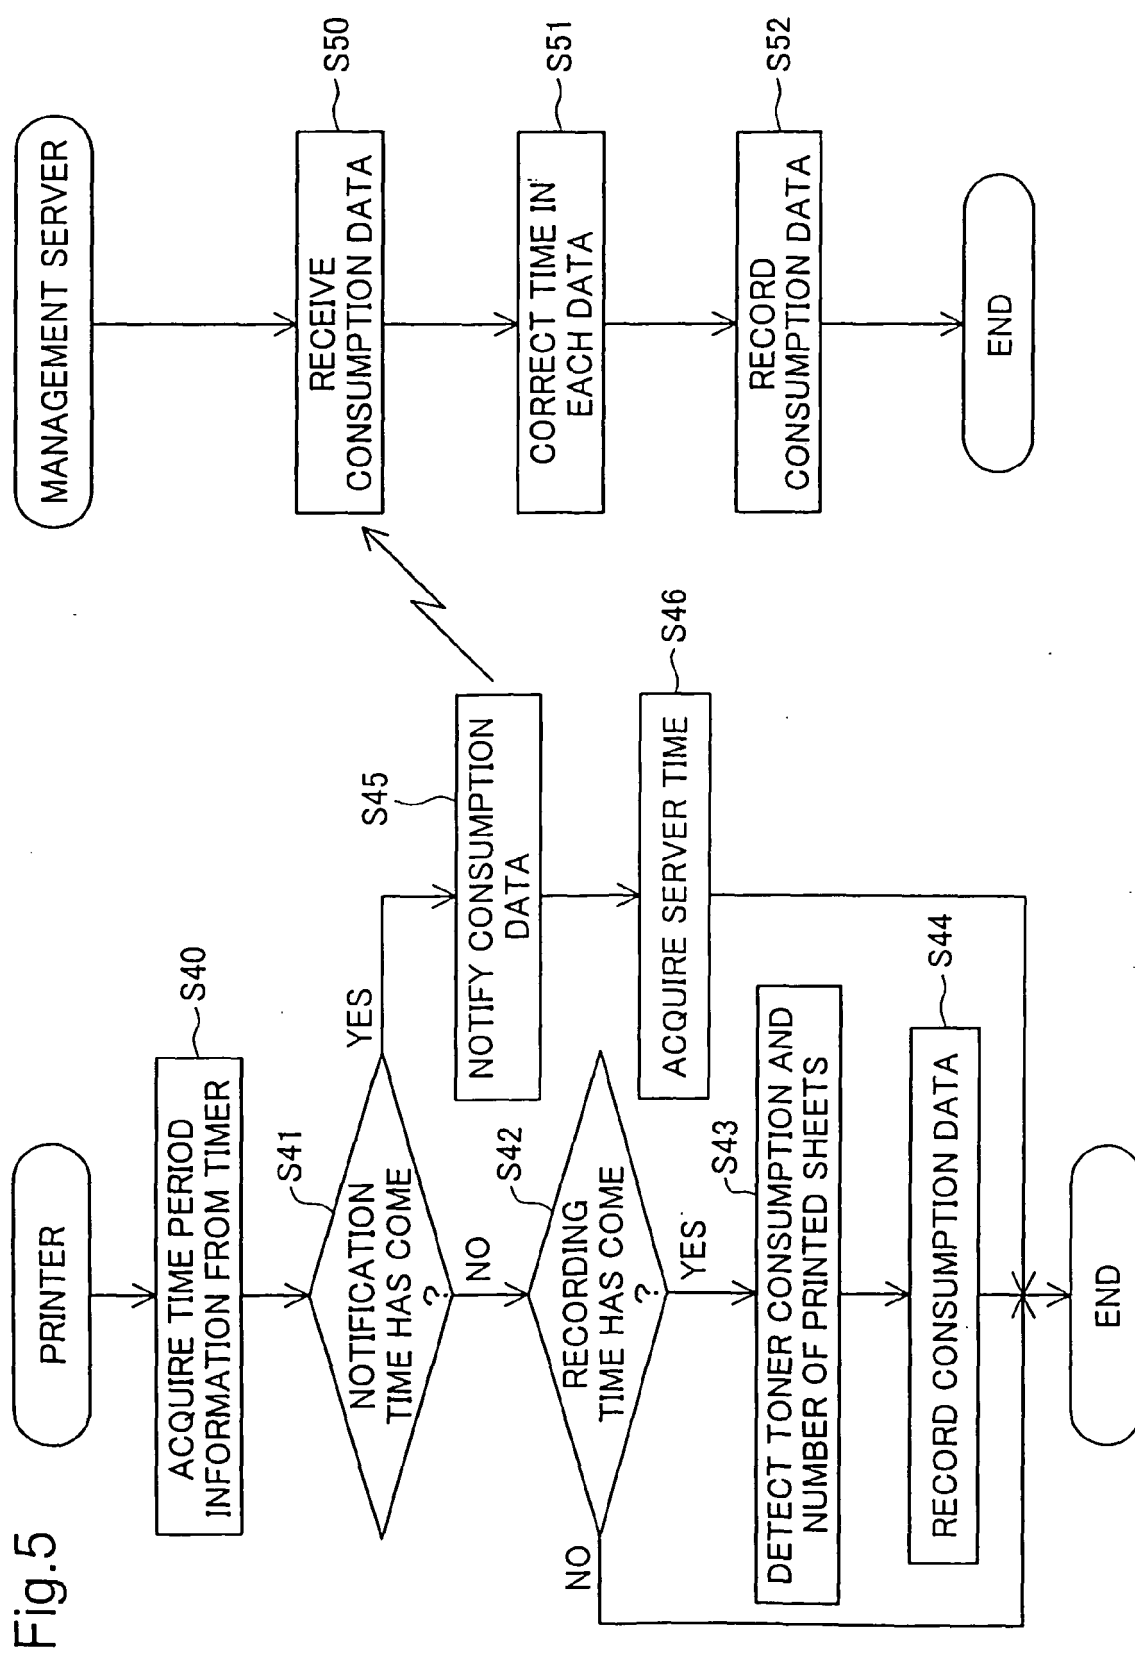 Fig.5
PRINTER
ACQUIRE TIME PERIOD
INFORMATION FROM TIMER
S40
NOTIFICATION
TIME HAS COME
?
S41
YES
NO
RECORDING
TIME HAS COME
?
S42
NO
YES
DETECT TONER CONSUMPTION AND
NUMBER OF PRINTED SHEETS
S43
RECORD CONSUMPTION DATA
S44
END
NOTIFY CONSUMPTION
DATA
S45
ACQUIRE SERVER TIME
S46
MANAGEMENT SERVER
RECEIVE
CONSUMPTION DATA
S50
CORRECT TIME IN
EACH DATA
S51
RECORD
CONSUMPTION DATA
S52
END